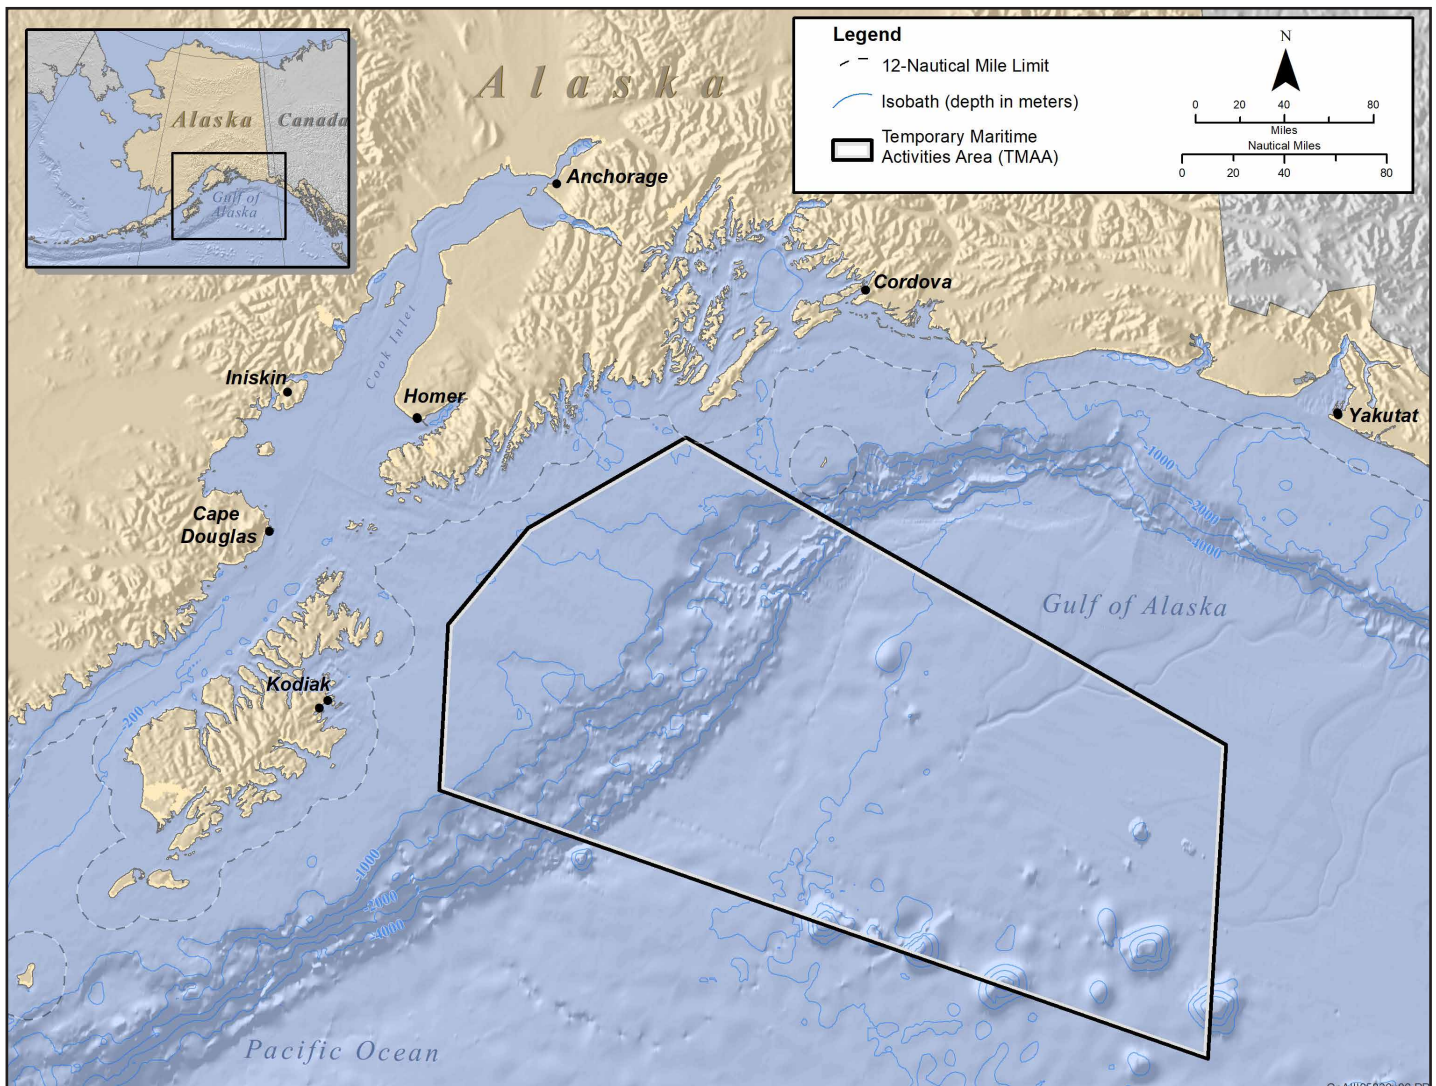 Alaska
Legend
12-Nautical Mile Limit
Isobath (depth in meters)
Temporary Maritime
Activities Area (TMAA)
N
0 20 40 80
Miles
Nautical Miles
0 20 40 80
Alaska
Canada
Gulf of
Alaska
Anchorage
Cordova
Cook Inlet
Iniskin
Homer
Yakutat
-1000
-2000
-4000
Cape
Douglas
Gulf of Alaska
Kodiak
-200
-1000
-2000
-4000
Pacific Ocean